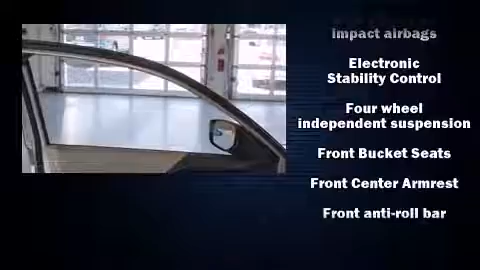 impact airbags
Electronic
Stability Control
Four wheel
independent suspension
Front Bucket Seats
Front Center Armrest
Front anti-roll bar